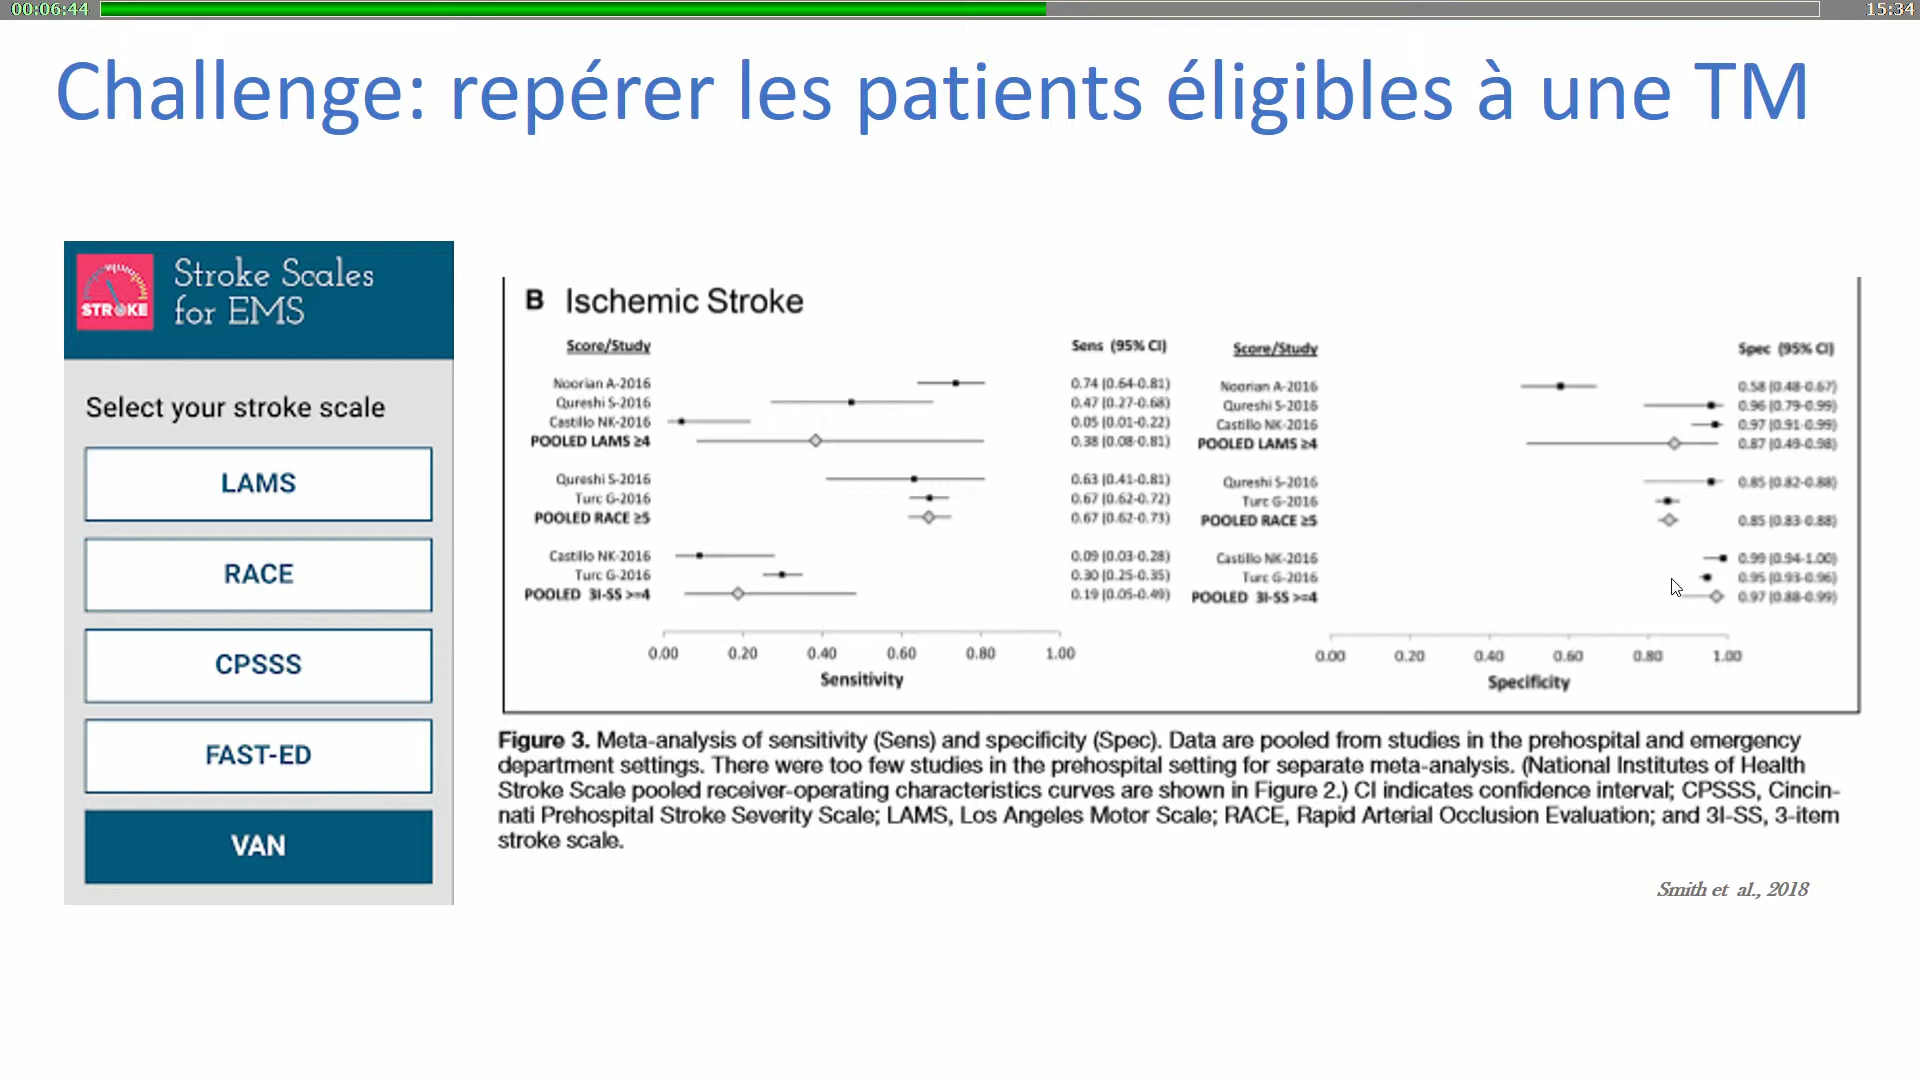 00:06:44
15:34
Challenge: repérer les patients éligibles à une TM
STROKE
Stroke Scales
for EMS
Select your stroke scale
LAMS
RACE
CPSSS
FAST-ED
VAN
B Ischemic Stroke
Score/Study Sens (95% CI)
Noorian A-2016 0.74 (0.64-0.81)
Qureshi S-2016 0.47 (0.27-0.68)
Castillo NK-2016 0.05 (0.01-0.22)
POOLED LAMS ≥4 0.38 (0.08-0.81)
Qureshi S-2016 0.63 (0.41-0.81)
Turc G-2016 0.67 (0.62-0.72)
POOLED RACE ≥5 0.67 (0.62-0.73)
Castillo NK-2016 0.09 (0.03-0.28)
Turc G-2016 0.30 (0.25-0.35)
POOLED 3I-SS >=4 0.19 (0.05-0.49)
0.00 0.20 0.40 0.60 0.80 1.00
Sensitivity
Score/Study Spec (95% CI)
Noorian A-2016 0.58 (0.48-0.67)
Qureshi S-2016 0.96 (0.79-0.99)
Castillo NK-2016 0.97 (0.91-0.99)
POOLED LAMS ≥4 0.87 (0.49-0.98)
Qureshi S-2016 0.85 (0.82-0.88)
Turc G-2016
POOLED RACE ≥5 0.85 (0.83-0.88)
Castillo NK-2016 0.99 (0.94-1.00)
Turc G-2016 0.95 (0.93-0.96)
POOLED 3I-SS >=4 0.97 (0.88-0.99)
0.00 0.20 0.40 0.60 0.80 1.00
Specificity
Figure 3. Meta-analysis of sensitivity (Sens) and specificity (Spec). Data are pooled from studies in the prehospital and emergency
department settings. There were too few studies in the prehospital setting for separate meta-analysis. (National Institutes of Health
Stroke Scale pooled receiver-operating characteristics curves are shown in Figure 2.) CI indicates confidence interval; CPSSS, Cincin-
nati Prehospital Stroke Severity Scale; LAMS, Los Angeles Motor Scale; RACE, Rapid Arterial Occlusion Evaluation; and 3I-SS, 3-item
stroke scale.
Smith et al., 2018